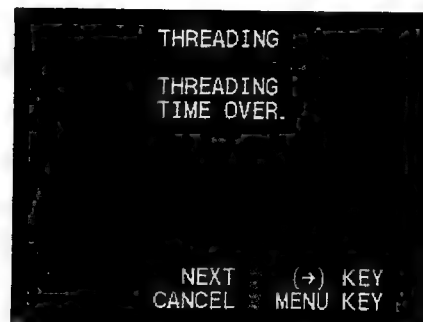 THREADING
THREADING
TIME OVER.
NEXT (→) KEY
CANCEL MENU KEY